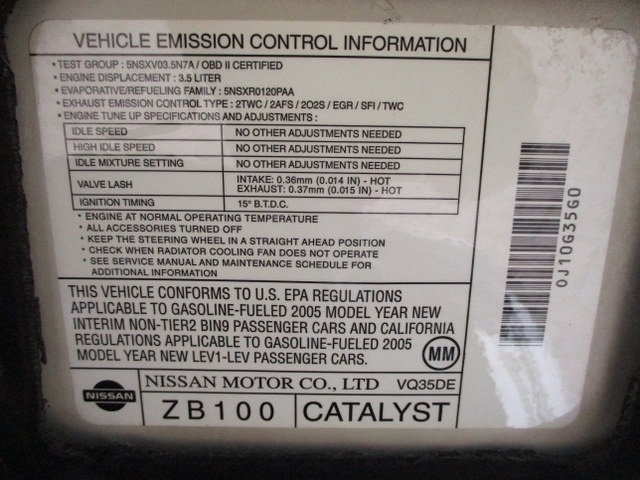 VEHICLE EMISSION CONTROL INFORMATION
• TEST GROUP : 5NSXV03.5N7A / OBD II CERTIFIED
• ENGINE DISPLACEMENT : 3.5 LITER
• EVAPORATIVE/REFUELING FAMILY : 5NSXR0120PAA
• EXHAUST EMISSION CONTROL TYPE : 2TWC / 2AFS / 2O2S / EGR / SFI / TWC
• ENGINE TUNE UP SPECIFICATIONS AND ADJUSTMENTS :
IDLE SPEED NO OTHER ADJUSTMENTS NEEDED
HIGH IDLE SPEED NO OTHER ADJUSTMENTS NEEDED
IDLE MIXTURE SETTING NO OTHER ADJUSTMENTS NEEDED
VALVE LASH INTAKE: 0.36mm (0.014 IN) - HOT
EXHAUST: 0.37mm (0.015 IN) - HOT
IGNITION TIMING 15° B.T.D.C.
• ENGINE AT NORMAL OPERATING TEMPERATURE
• ALL ACCESSORIES TURNED OFF
• KEEP THE STEERING WHEEL IN A STRAIGHT AHEAD POSITION
• CHECK WHEN RADIATOR COOLING FAN DOES NOT OPERATE
• SEE SERVICE MANUAL AND MAINTENANCE SCHEDULE FOR
ADDITIONAL INFORMATION
THIS VEHICLE CONFORMS TO U.S. EPA REGULATIONS
APPLICABLE TO GASOLINE-FUELED 2005 MODEL YEAR NEW
INTERIM NON-TIER2 BIN9 PASSENGER CARS AND CALIFORNIA
REGULATIONS APPLICABLE TO GASOLINE-FUELED 2005
MODEL YEAR NEW LEV1-LEV PASSENGER CARS.
MM
NISSAN
NISSAN MOTOR CO., LTD VQ35DE
ZB100 CATALYST
0J10G35G0